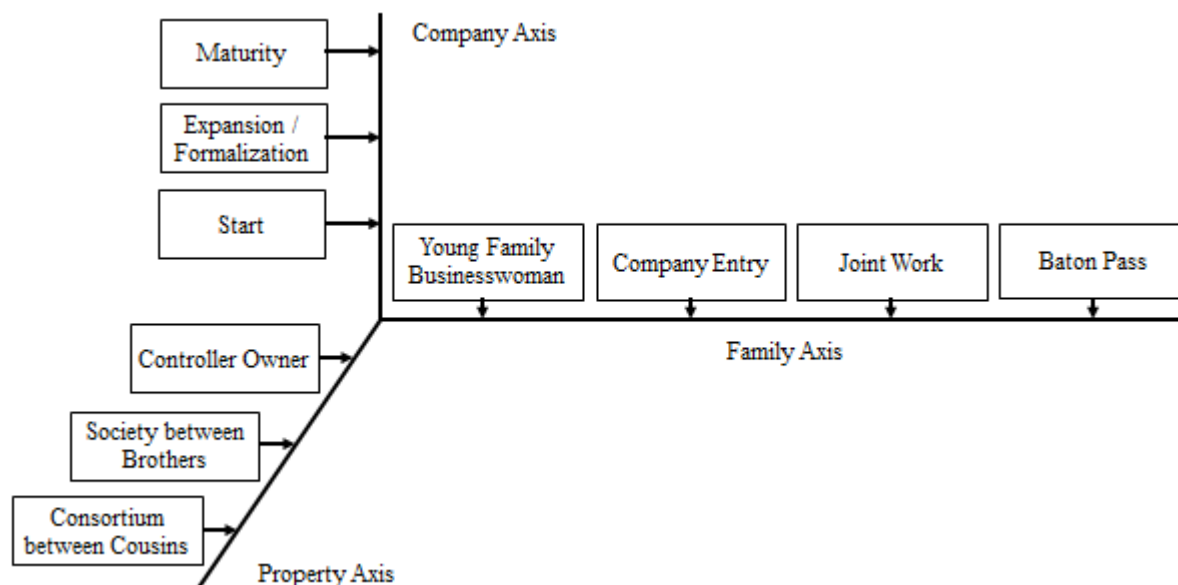 Company Axis
Maturity
Expansion /
Formalization
Start
Young Family
Businesswoman
Company Entry
Joint Work
Baton Pass
Family Axis
Controller Owner
Society between
Brothers
Consortium
between Cousins
Property Axis